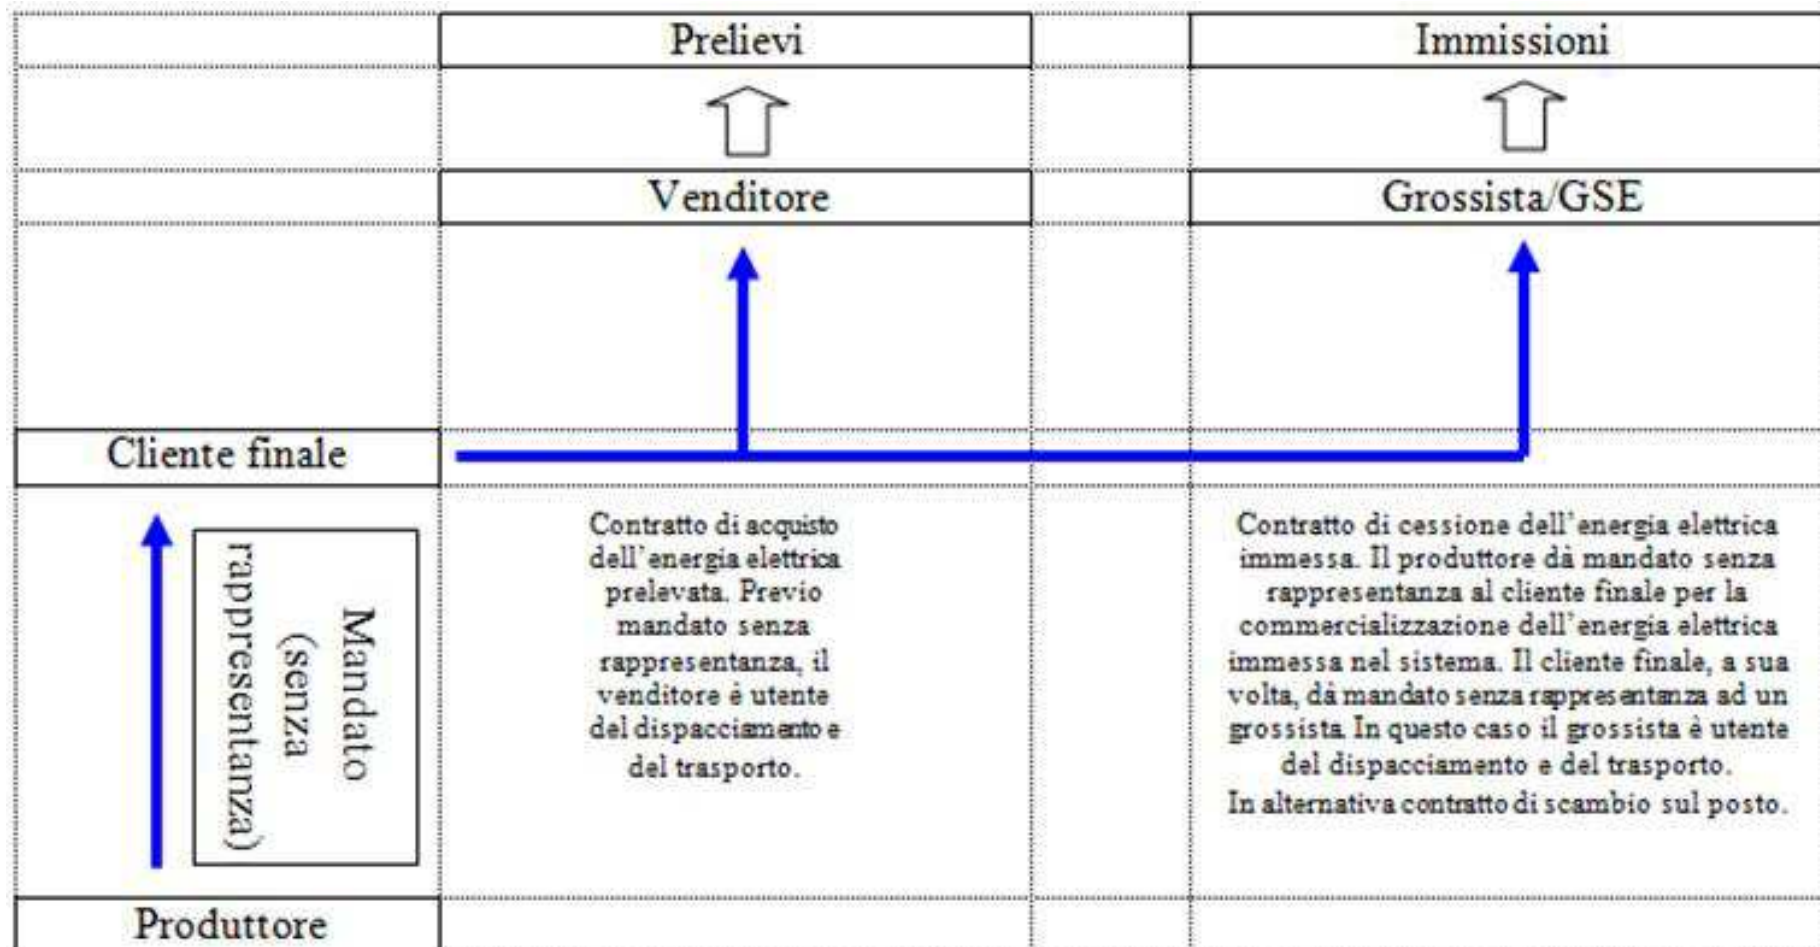 Prelievi
Immissioni
Venditore
Grossista/GSE
Cliente finale
Mandato
(senza
rappresentanza)
Contratto di acquisto
dell'energia elettrica
prelevata. Previo
mandato senza
rappresentanza, il
venditore è utente
del dispacciamento e
del trasporto.
Contratto di cessione dell'energia elettrica
immessa. Il produttore dà mandato senza
rappresentanza al cliente finale per la
commercializzazione dell'energia elettrica
immessa nel sistema. Il cliente finale, a sua
volta, dà mandato senza rappresentanza ad un
grossista. In questo caso il grossista è utente
del dispacciamento e del trasporto.
In alternativa contratto di scambio sul posto.
Produttore